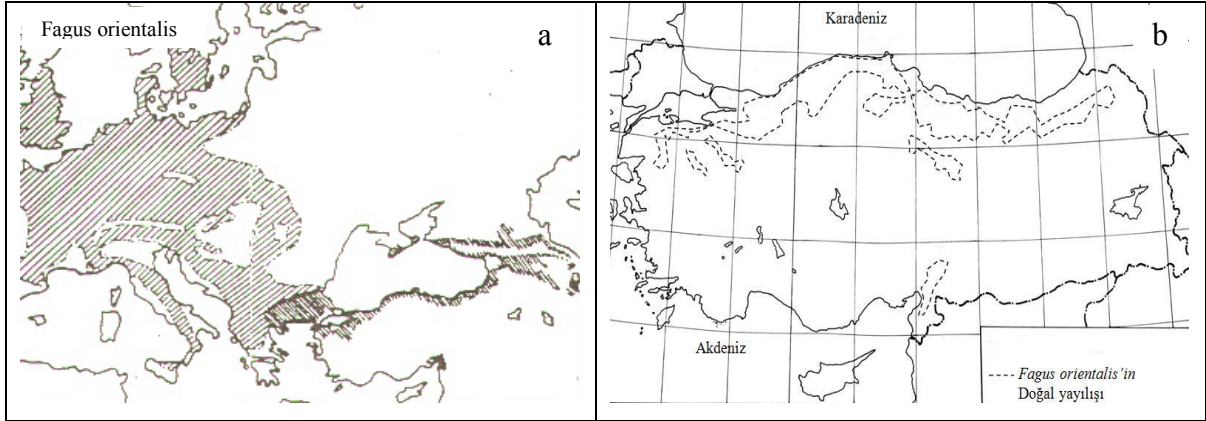 Fagus orientalis
a
Karadeniz
b
Akdeniz
Fagus orientalis’in
Doğal yayılışı